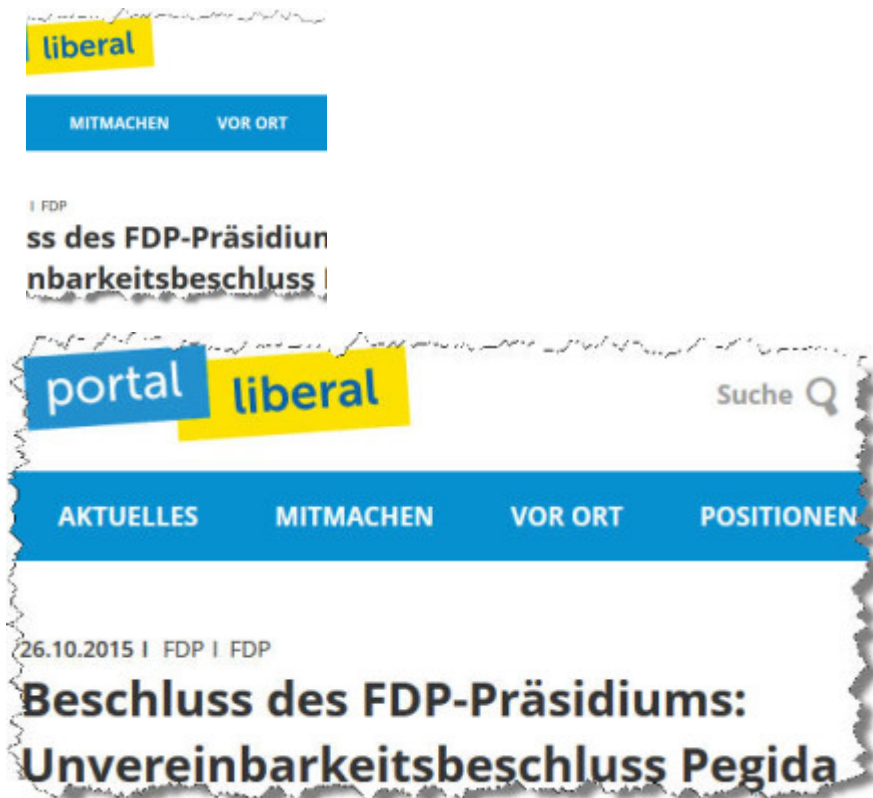 liberal
MITMACHEN VOR ORT
I FDP
ss des FDP-Präsidium
nbarkeitsbeschluss
portal liberal Suche
AKTUELLES MITMACHEN VOR ORT POSITIONEN
26.10.2015 I FDP I FDP
Beschluss des FDP-Präsidiums:
Unvereinbarkeitsbeschluss Pegida